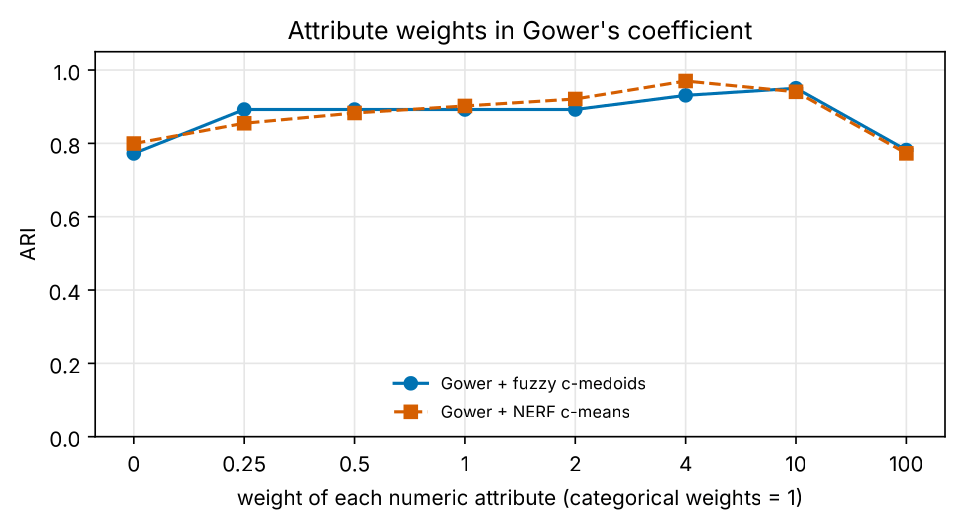 Attribute weights in Gower's coefficient
1.0
0.8
0.6
0.4
0.2
0.0
ARI
Gower + fuzzy c-medoids
Gower + NERF c-means
0 0.25 0.5 1 2 4 10 100
weight of each numeric attribute (categorical weights = 1)